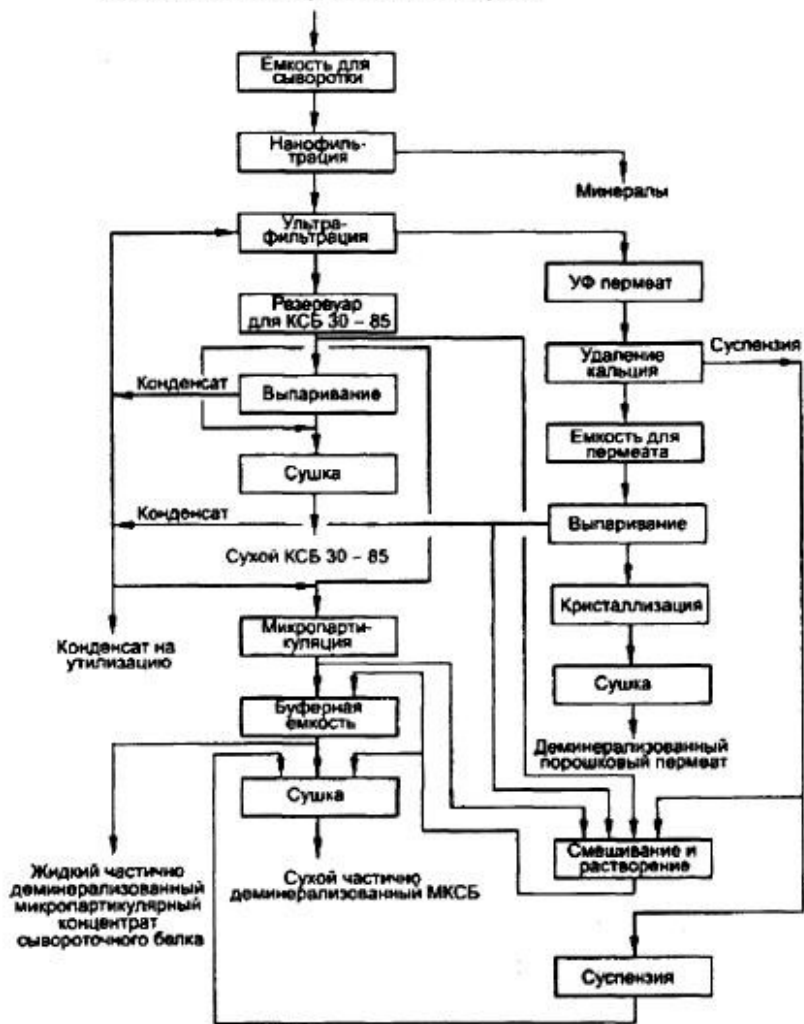 Емкость для
сыворотки
Нанофиль-
трация
Минералы
Ультра-
фильтрация
УФ пермеат
Резервуар
для КСБ 30 – 85
Суспензия
Удаление
кальция
Конденсат
Выпаривание
Емкость для
пермеата
Сушка
Конденсат
Выпаривание
Сухой КСБ 30 – 85
Кристаллизация
Микропарти-
куляция
Конденсат на
утилизацию
Сушка
Буферная
емкость
Деминерализованный
порошковый пермеат
Сушка
Смешивание и
растворение
Жидкий частично
деминерализованный
микропартикулярный
концентрат
сывороточного белка
Сухой частично
деминерализованный МКСБ
Суспензия